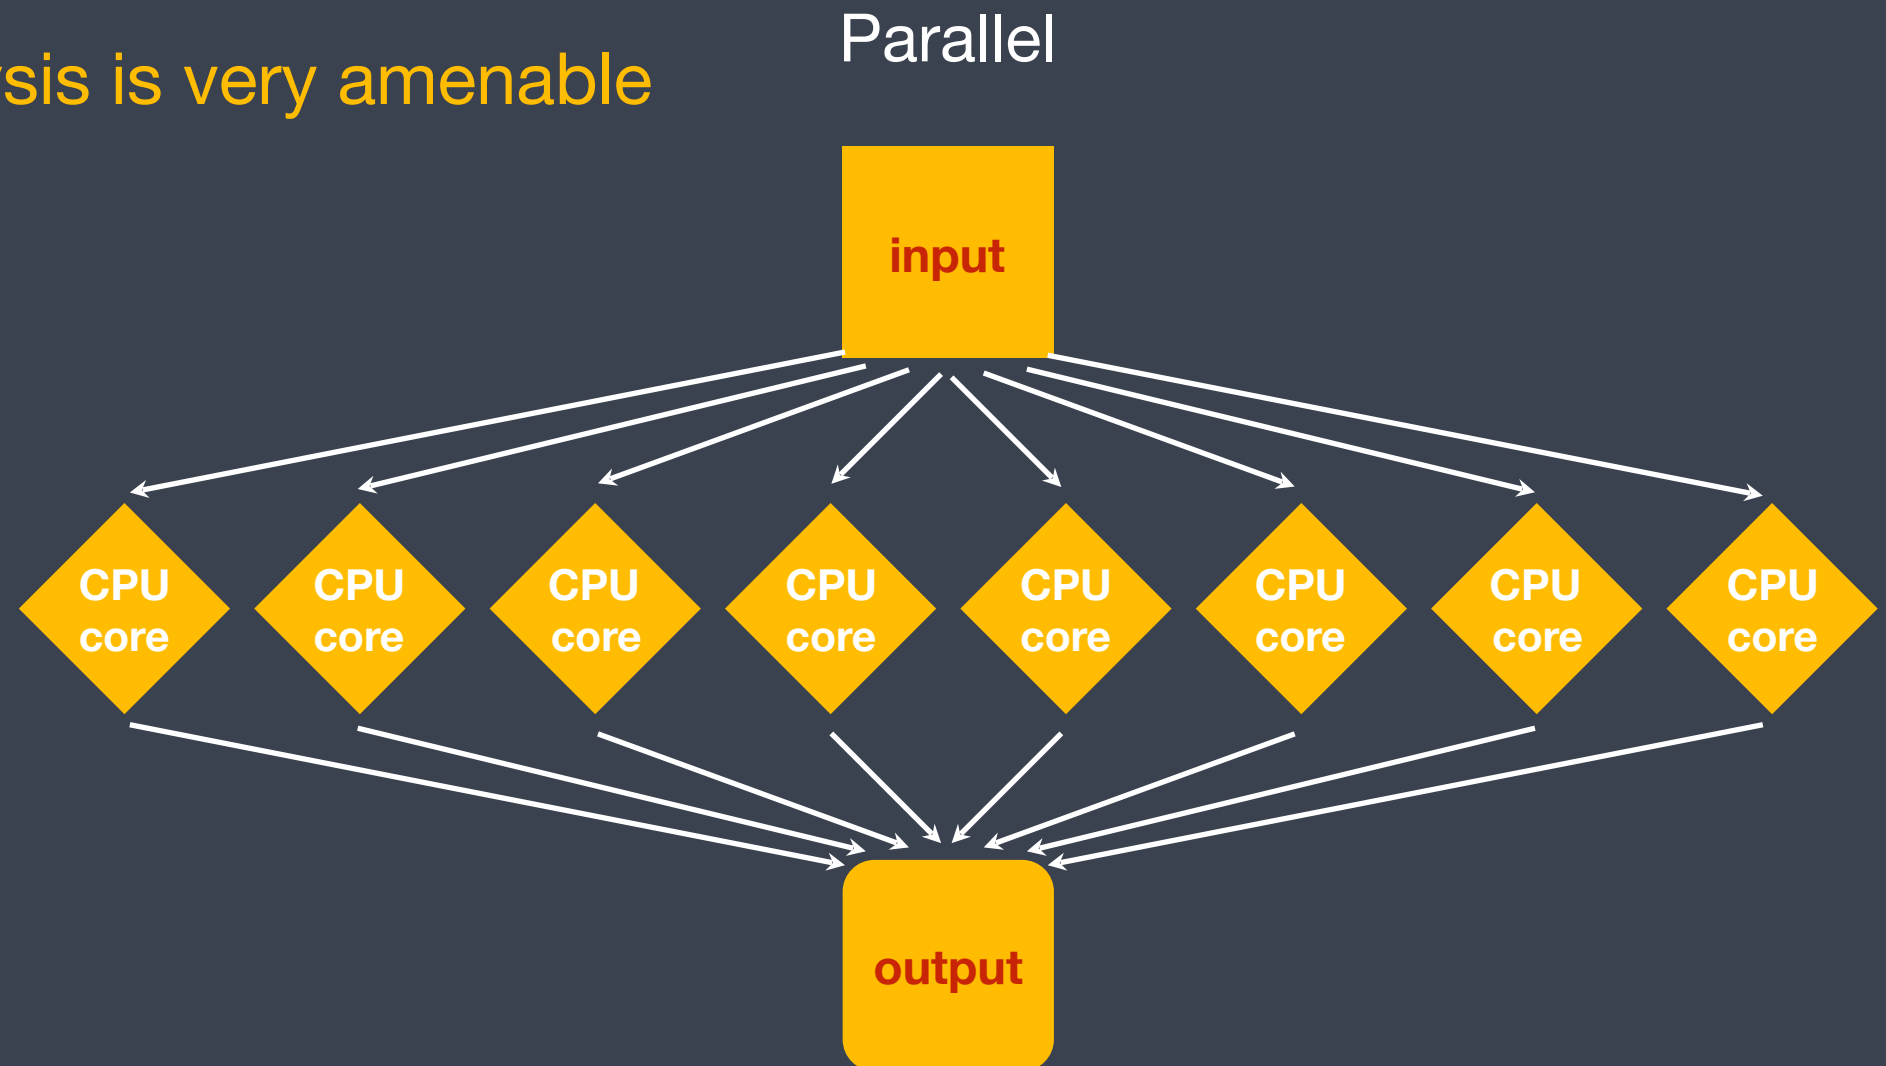 Parallel
sis is very amenable
input
CPU CPU CPU CPU CPU CPU CPU CPU
core core core core core core core core
output